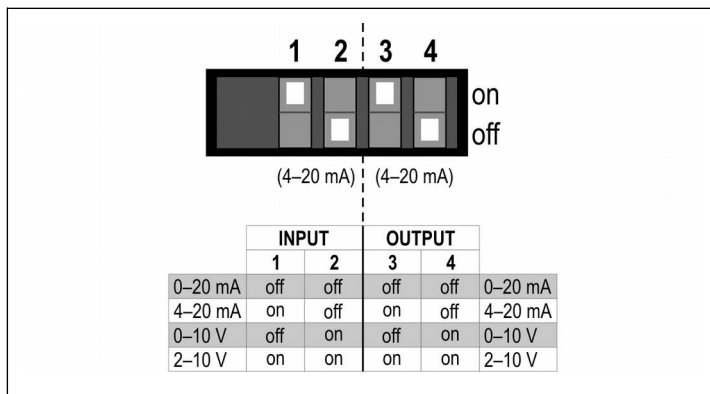 1 2 3 4
on
off
(4–20 mA) (4–20 mA)
INPUT OUTPUT
1 2 3 4
0–20 mA off off off off 0–20 mA
4–20 mA on off on off 4–20 mA
0–10 V off on off on 0–10 V
2–10 V on on on on 2–10 V